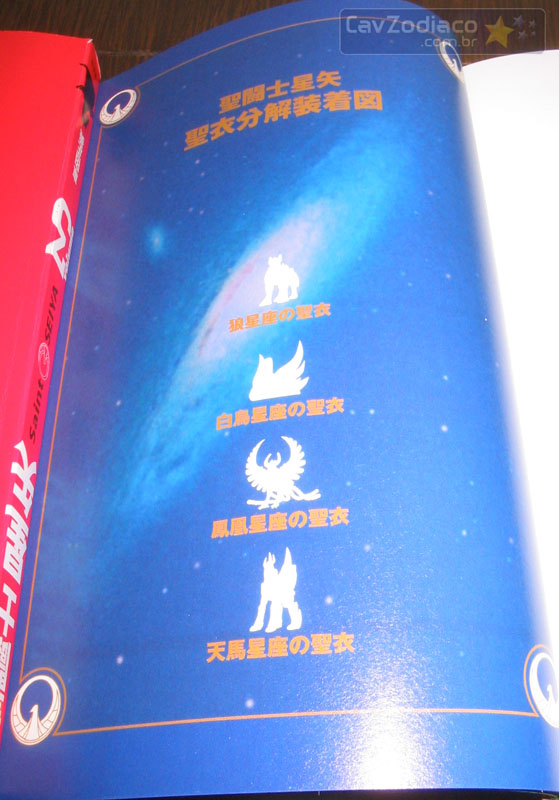 CavZodiaco
.com.br
聖闘士星矢
聖衣分解装着図
狼星座の聖衣
白鳥星座の聖衣
鳳凰星座の聖衣
天馬星座の聖衣
Saint SEIYA